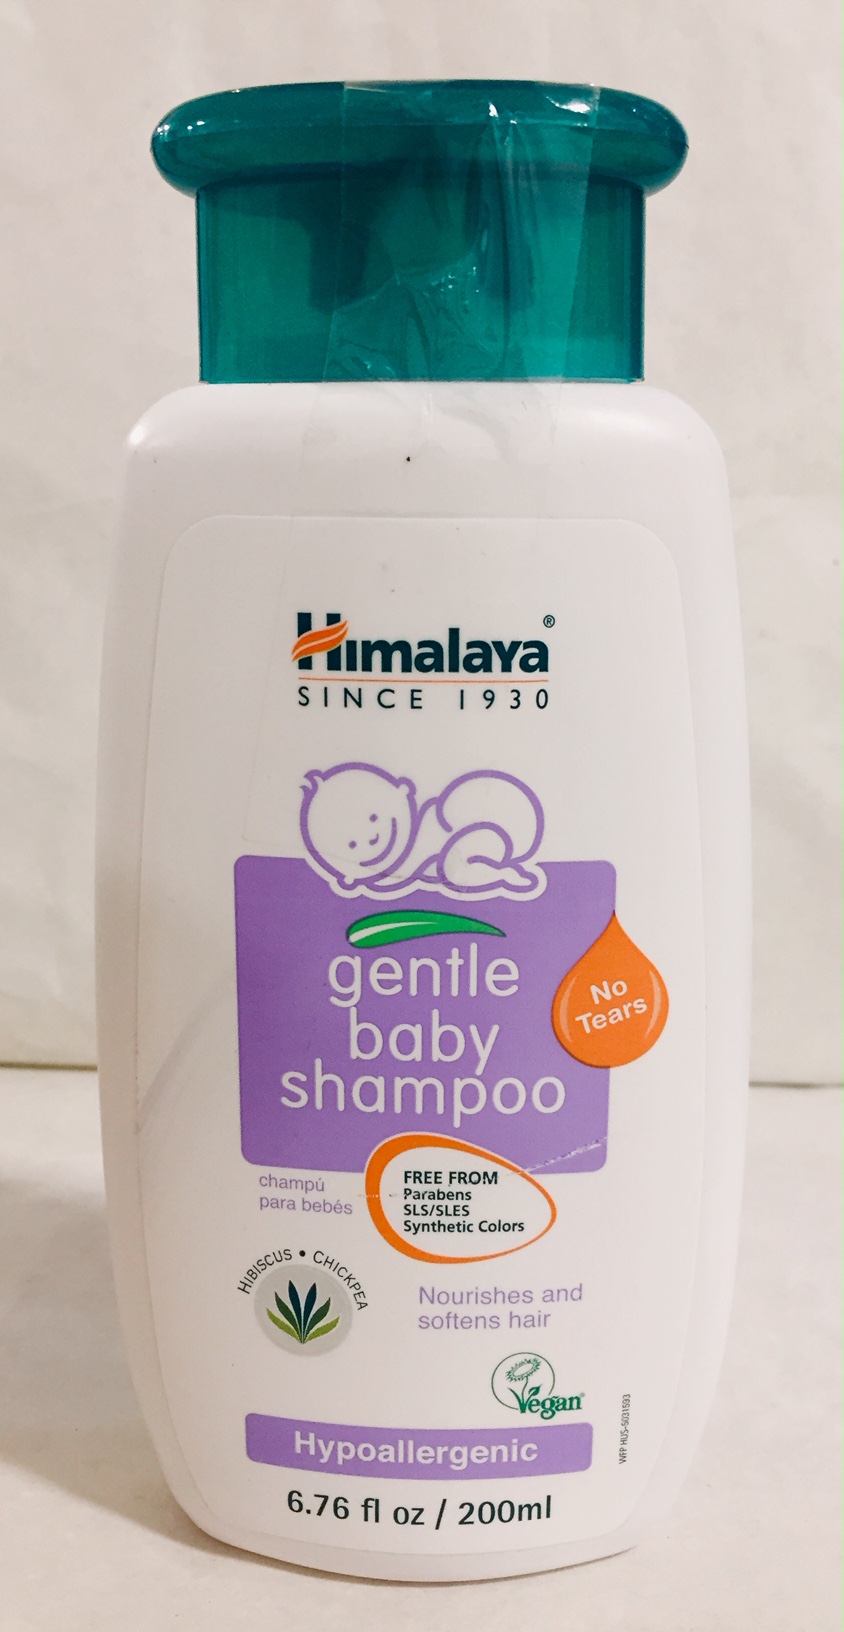 Himalaya®
SINCE 1930
gentle
baby
shampoo
No
Tears
champú
para bebés
FREE FROM
Parabens
SLS/SLES
Synthetic Colors
HIBISCUS • CHICKPEA
Nourishes and
softens hair
Vegan
Hypoallergenic
6.76 fl oz / 200ml